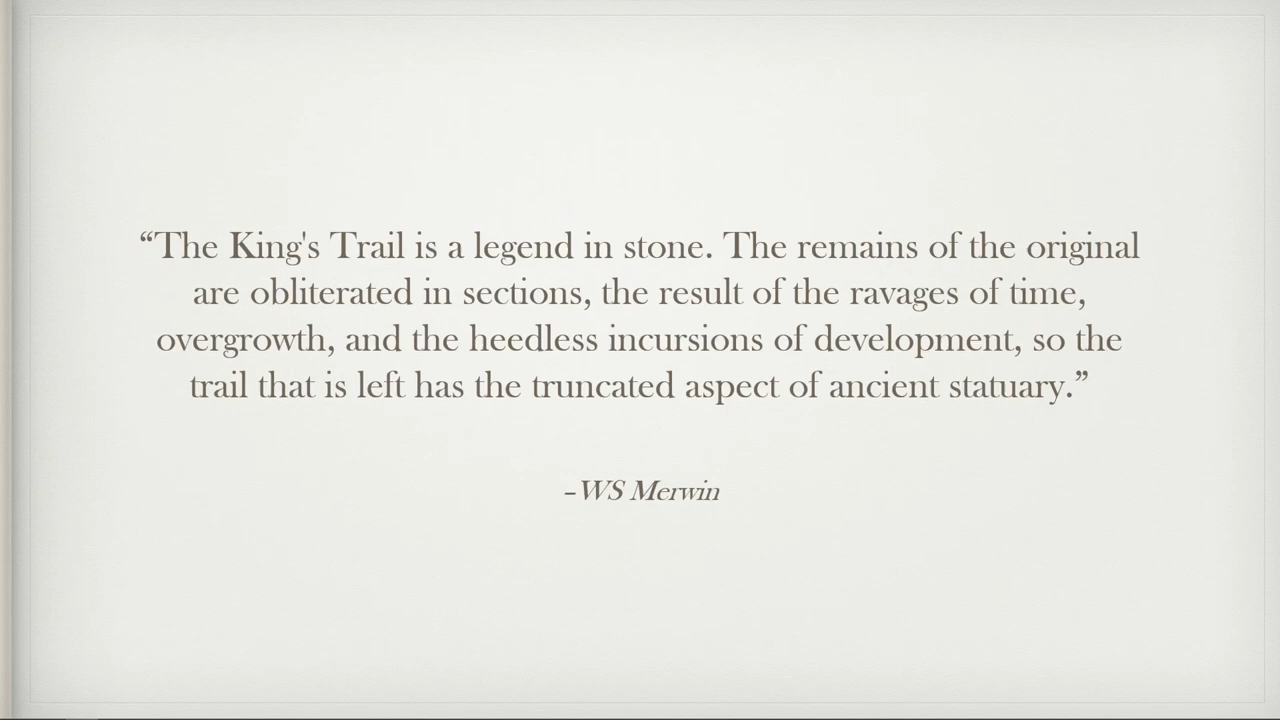 “The King's Trail is a legend in stone. The remains of the original
are obliterated in sections, the result of the ravages of time,
overgrowth, and the heedless incursions of development, so the
trail that is left has the truncated aspect of ancient statuary.”
–WS Merwin